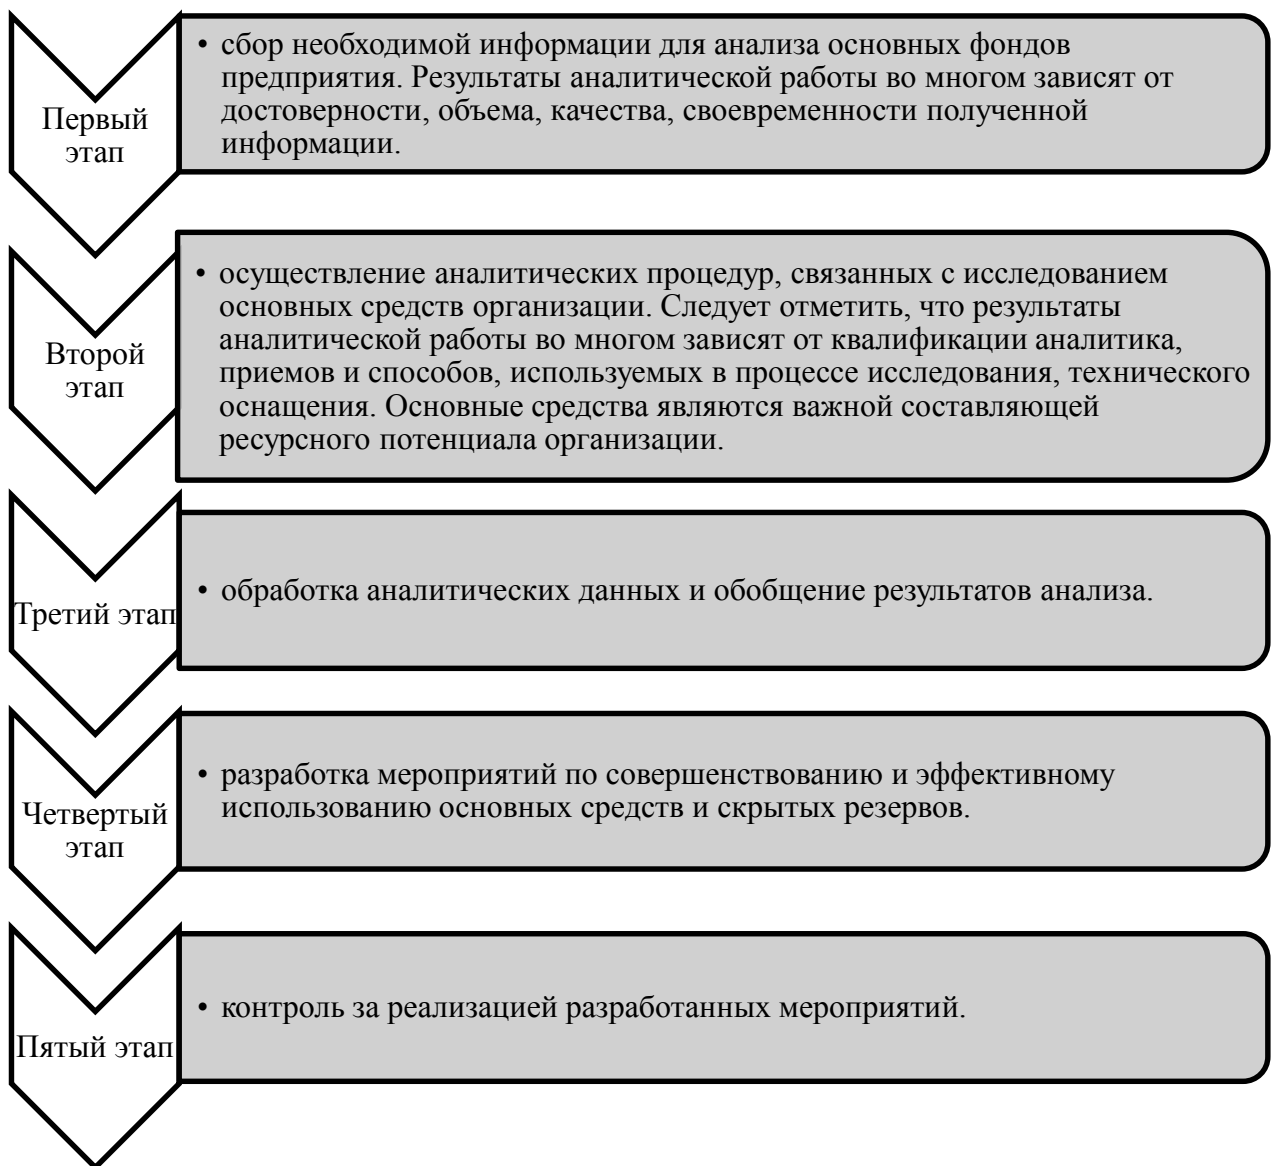 Первый
этап
• сбор необходимой информации для анализа основных фондов
предприятия. Результаты аналитической работы во многом зависят от
достоверности, объема, качества, своевременности полученной
информации.
Второй
этап
• осуществление аналитических процедур, связанных с исследованием
основных средств организации. Следует отметить, что результаты
аналитической работы во многом зависят от квалификации аналитика,
приемов и способов, используемых в процессе исследования, технического
оснащения. Основные средства являются важной составляющей
ресурсного потенциала организации.
Третий этап
• обработка аналитических данных и обобщение результатов анализа.
Четвертый
этап
• разработка мероприятий по совершенствованию и эффективному
использованию основных средств и скрытых резервов.
Пятый этап
• контроль за реализацией разработанных мероприятий.